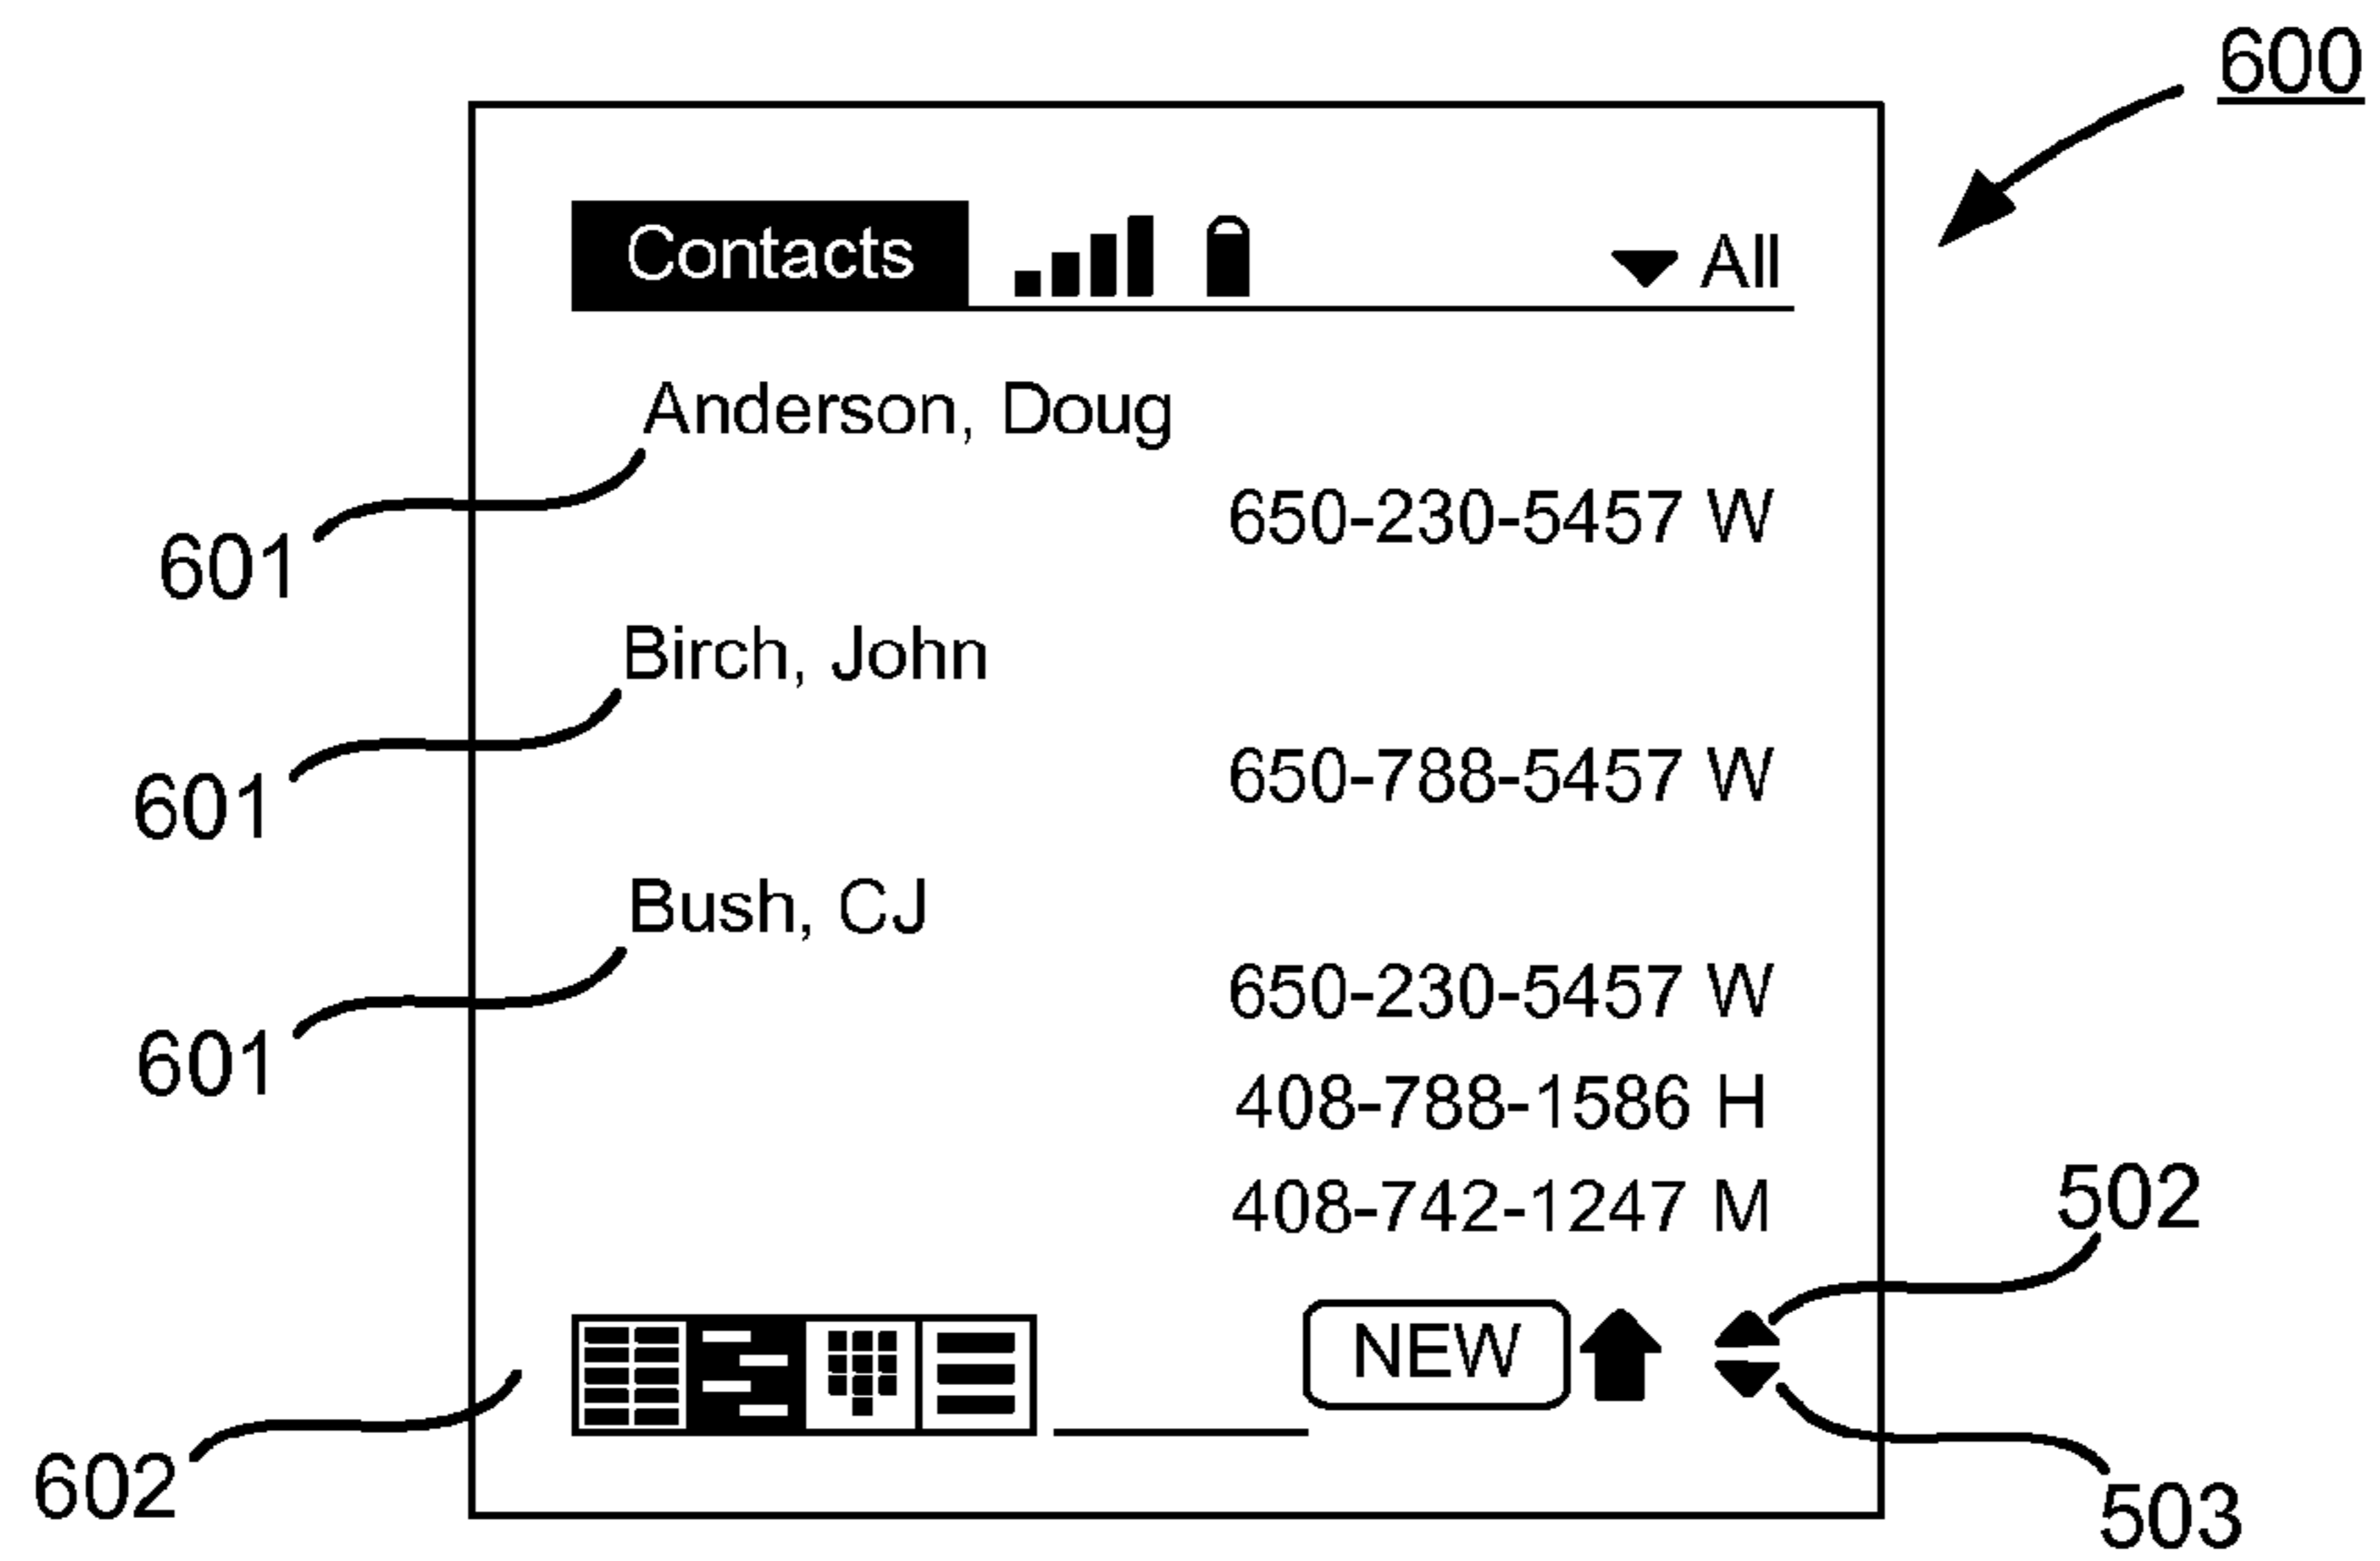 600
Contacts All
Anderson, Doug
650-230-5457 W
601
Birch, John
650-788-5457 W
601
Bush, CJ
650-230-5457 W
601
408-788-1586 H
408-742-1247 M
502
NEW
602
503